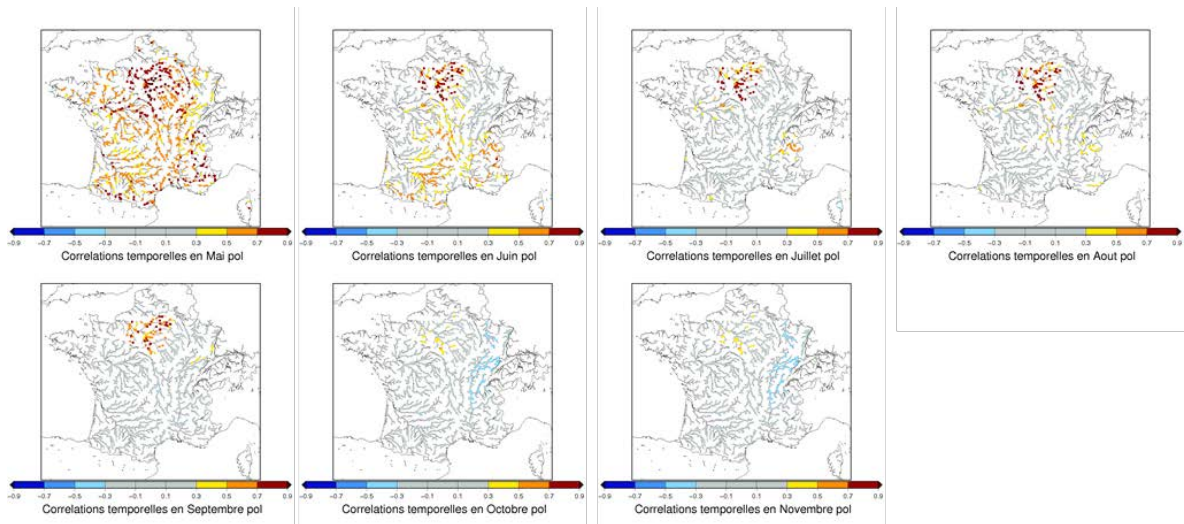 −0.9 −0.7 −0.5 −0.3 −0.1 0.1 0.3 0.5 0.7 0.9
Correlations temporelles en Mai pol
−0.9 −0.7 −0.5 −0.3 −0.1 0.1 0.3 0.5 0.7 0.9
Correlations temporelles en Juin pol
−0.9 −0.7 −0.5 −0.3 −0.1 0.1 0.3 0.5 0.7 0.9
Correlations temporelles en Juillet pol
−0.9 −0.7 −0.5 −0.3 −0.1 0.1 0.3 0.5 0.7 0.9
Correlations temporelles en Aout pol
−0.9 −0.7 −0.5 −0.3 −0.1 0.1 0.3 0.5 0.7 0.9
Correlations temporelles en Septembre pol
−0.9 −0.7 −0.5 −0.3 −0.1 0.1 0.3 0.5 0.7 0.9
Correlations temporelles en Octobre pol
−0.9 −0.7 −0.5 −0.3 −0.1 0.1 0.3 0.5 0.7 0.9
Correlations temporelles en Novembre pol